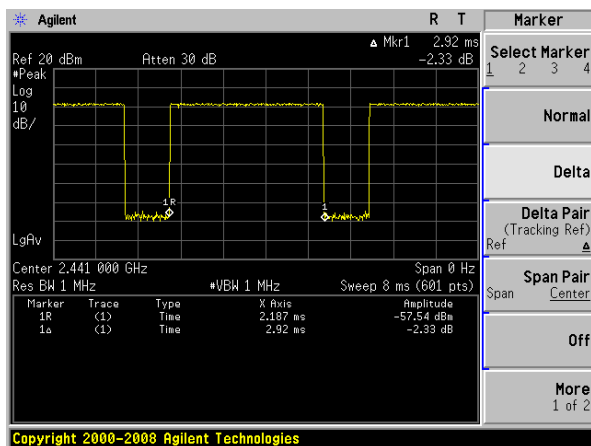 Agilent R T Marker
Δ Mkr1 2.92 ms
Ref 20 dBm Atten 30 dB -2.33 dB
#Peak
Log
10
dB/
1R
1
LgAv
Center 2.441 000 GHz Span 0 Hz
Res BW 1 MHz #VBW 1 MHz Sweep 8 ms (601 pts)
Marker Trace Type X Axis Amplitude
1R (1) Time 2.187 ms -57.54 dBm
1Δ (1) Time 2.92 ms -2.33 dB
Select Marker
1 2 3 4
Normal
Delta
Delta Pair
(Tracking Ref)
Ref Δ
Span Pair
Span Center
Off
More
1 of 2
Copyright 2000-2008 Agilent Technologies